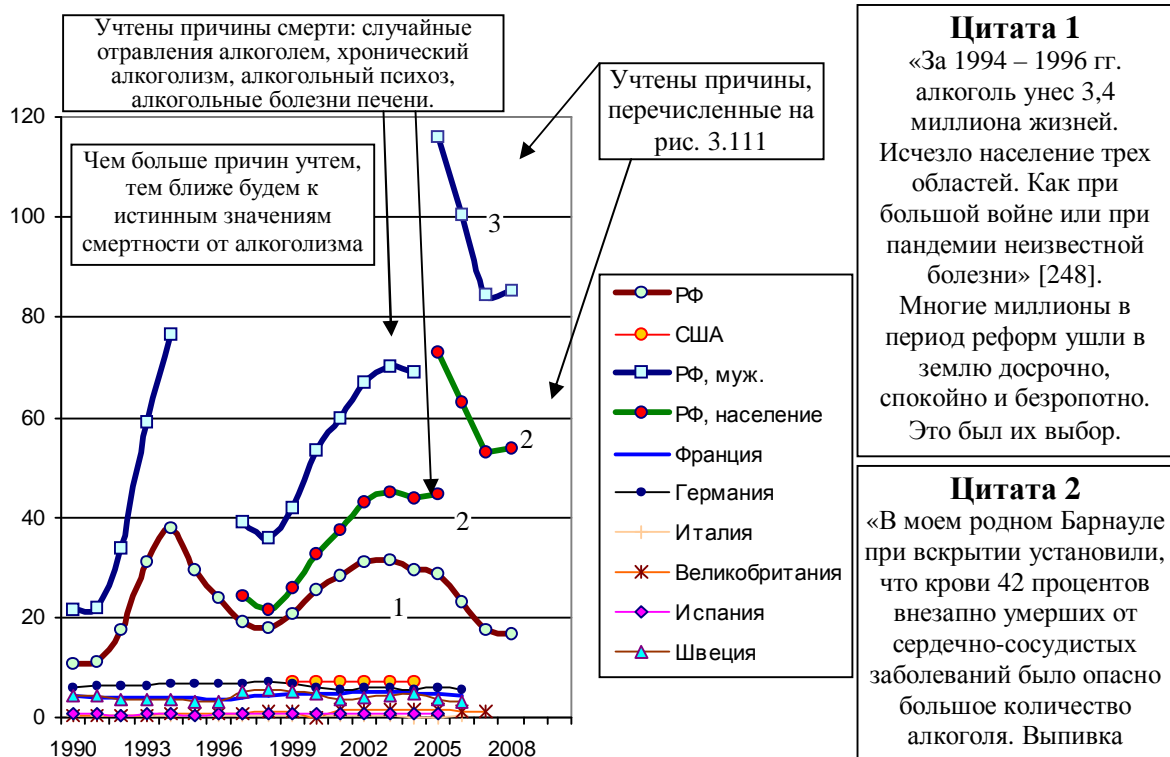 Учтены причины смерти: случайные
отравления алкоголем, хронический
алкоголизм, алкогольный психоз,
алкогольные болезни печени.
Учтены причины,
перечисленные на
рис. 3.111
Чем больше причин учтем,
тем ближе будем к
истинным значениям
смертности от алкоголизма
120
100
80
60
40
20
0
1990 1993 1996 1999 2002 2005 2008
3
2
2
1
РФ
США
РФ, муж.
РФ, население
Франция
Германия
Италия
Великобритания
Испания
Швеция
Цитата 1
«За 1994 – 1996 гг.
алкоголь унес 3,4
миллиона жизней.
Исчезло население трех
областей. Как при
большой войне или при
пандемии неизвестной
болезни» [248].
Многие миллионы в
период реформ ушли в
землю досрочно,
спокойно и безропотно.
Это был их выбор.
Цитата 2
«В моем родном Барнауле
при вскрытии установили,
что крови 42 процентов
внезапно умерших от
сердечно-сосудистых
заболеваний было опасно
большое количество
алкоголя. Выпивка